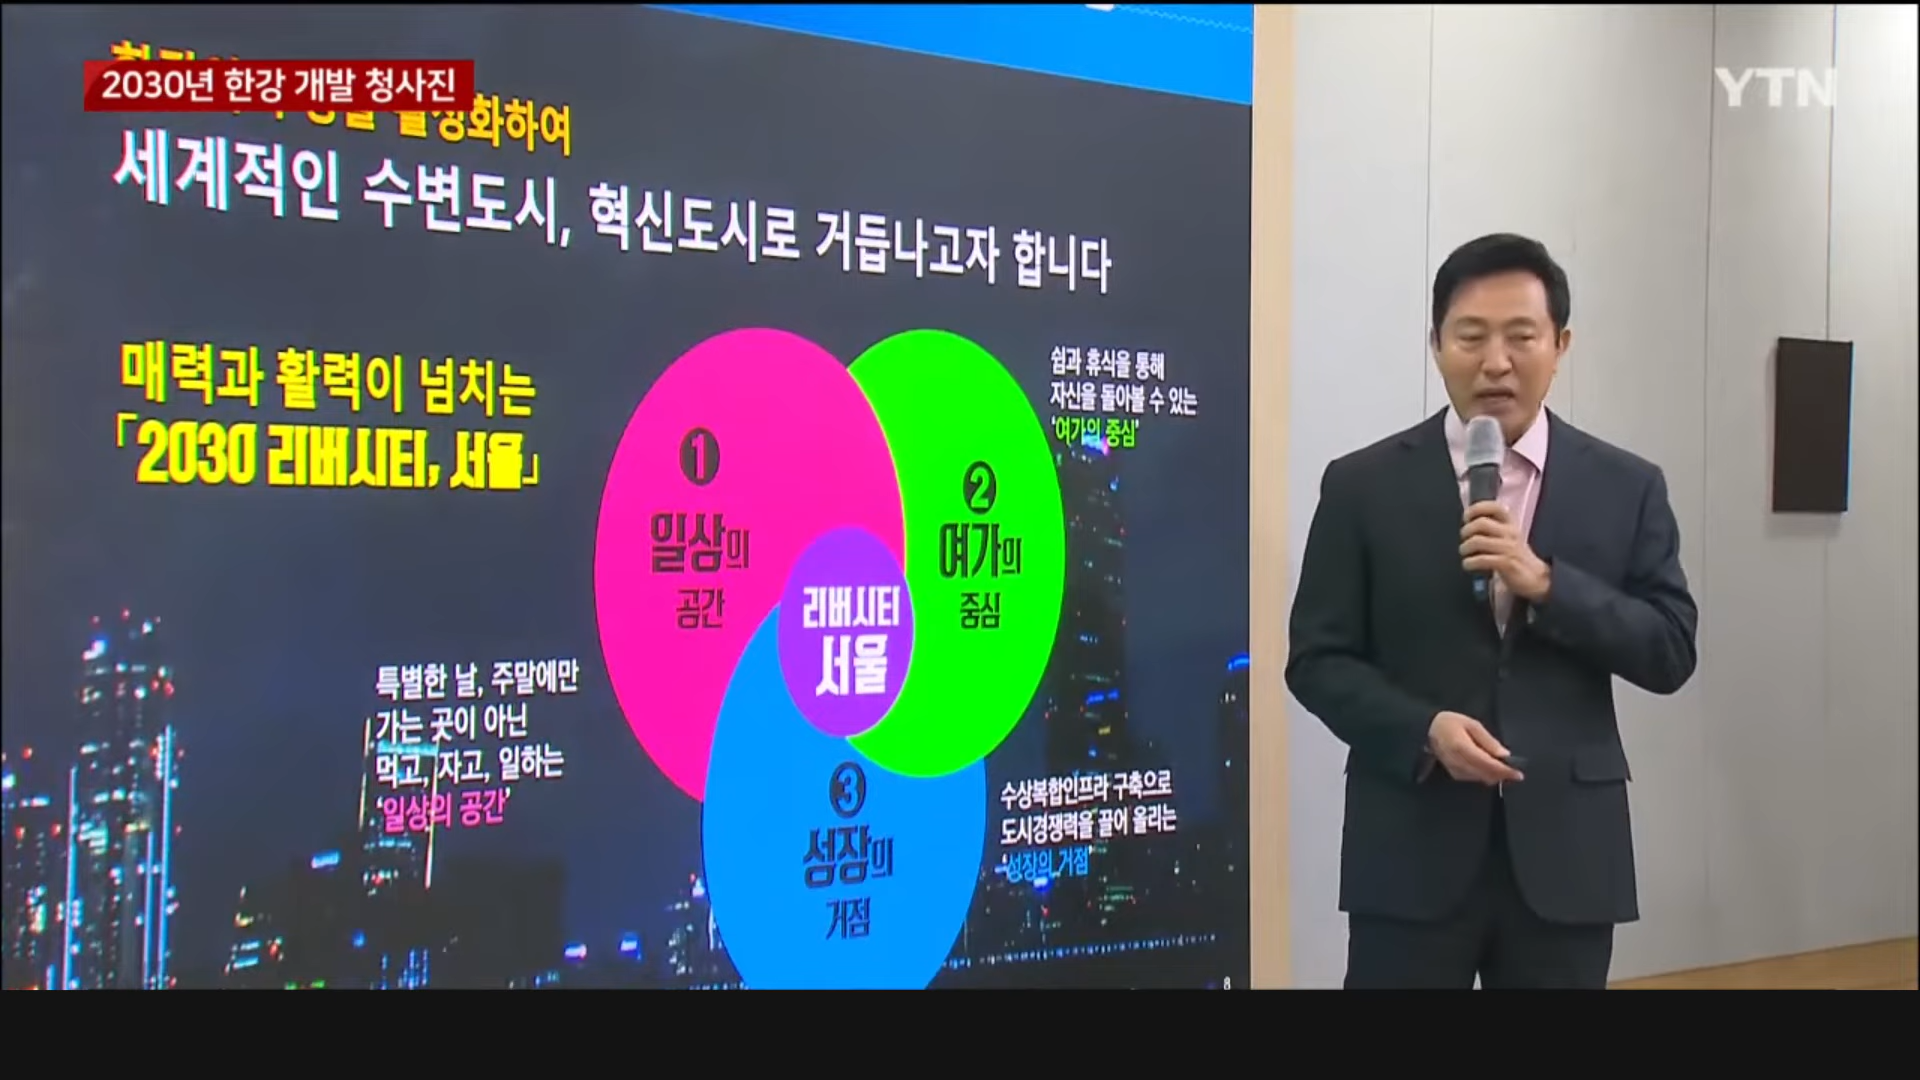 2030년 한강 개발 청사진
YTN
활성화하여
세계적인 수변도시, 혁신도시로 거듭나고자 합니다
매력과 활력이 넘치는
「2030 리버시티, 서울」
쉼과 휴식을 통해
자신을 돌아볼 수 있는
'여가의 중심'
1
일상의
공간
2
여가의
중심
리버시티
서울
특별한 날, 주말에만
가는 곳이 아닌
먹고, 자고, 일하는
'일상의 공간'
3
성장의
거점
수상복합인프라 구축으로
도시경쟁력을 끌어 올리는
'성장의 거점'
8